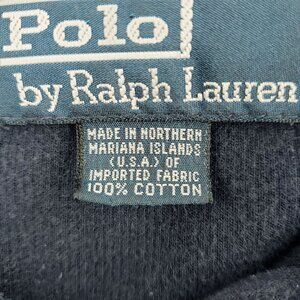 Polo
by Ralph Lauren
MADE IN NORTHERN
MARIANA ISLANDS
(U.S.A.) OF
IMPORTED FABRIC
100% COTTON